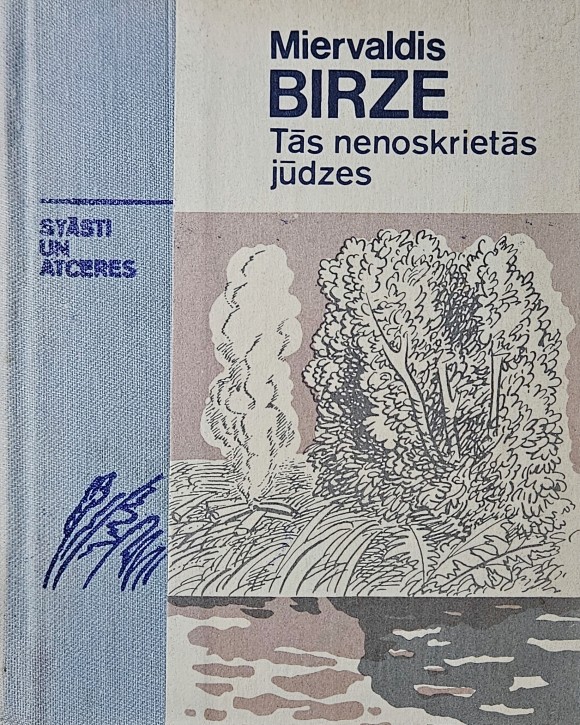 Miervaldis
BIRZE
Tās nenoskrietās
jūdzes
STĀSTI
UN
ATCERES